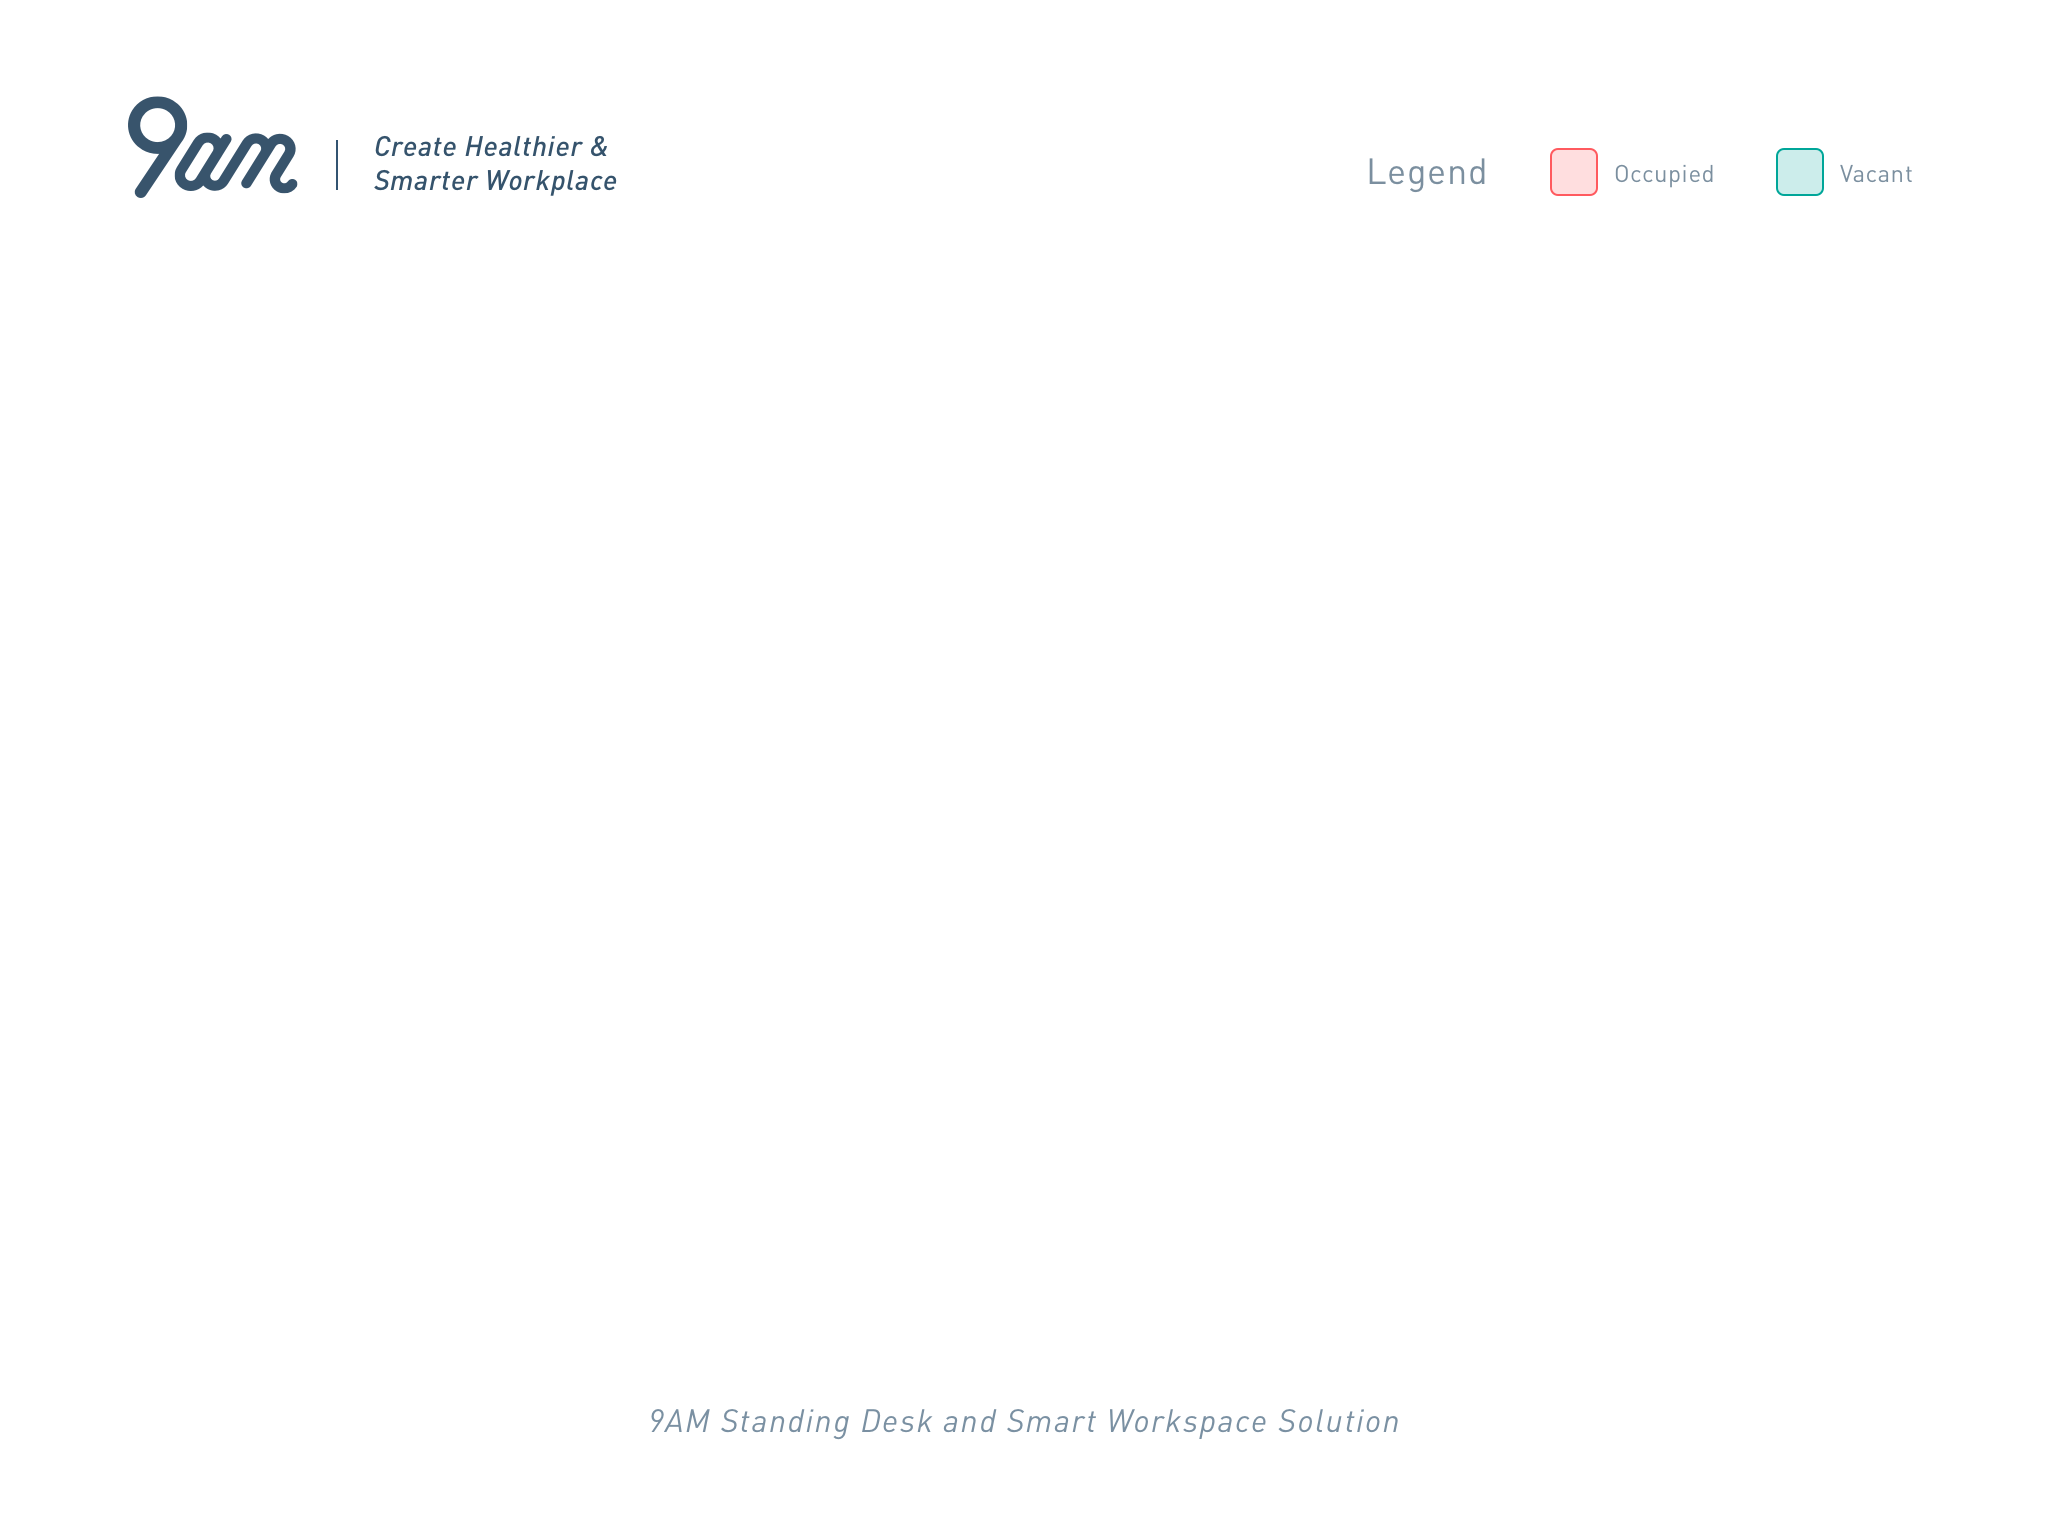 9am
Create Healthier &
Smarter Workplace
Legend
Occupied
Vacant
9AM Standing Desk and Smart Workspace Solution